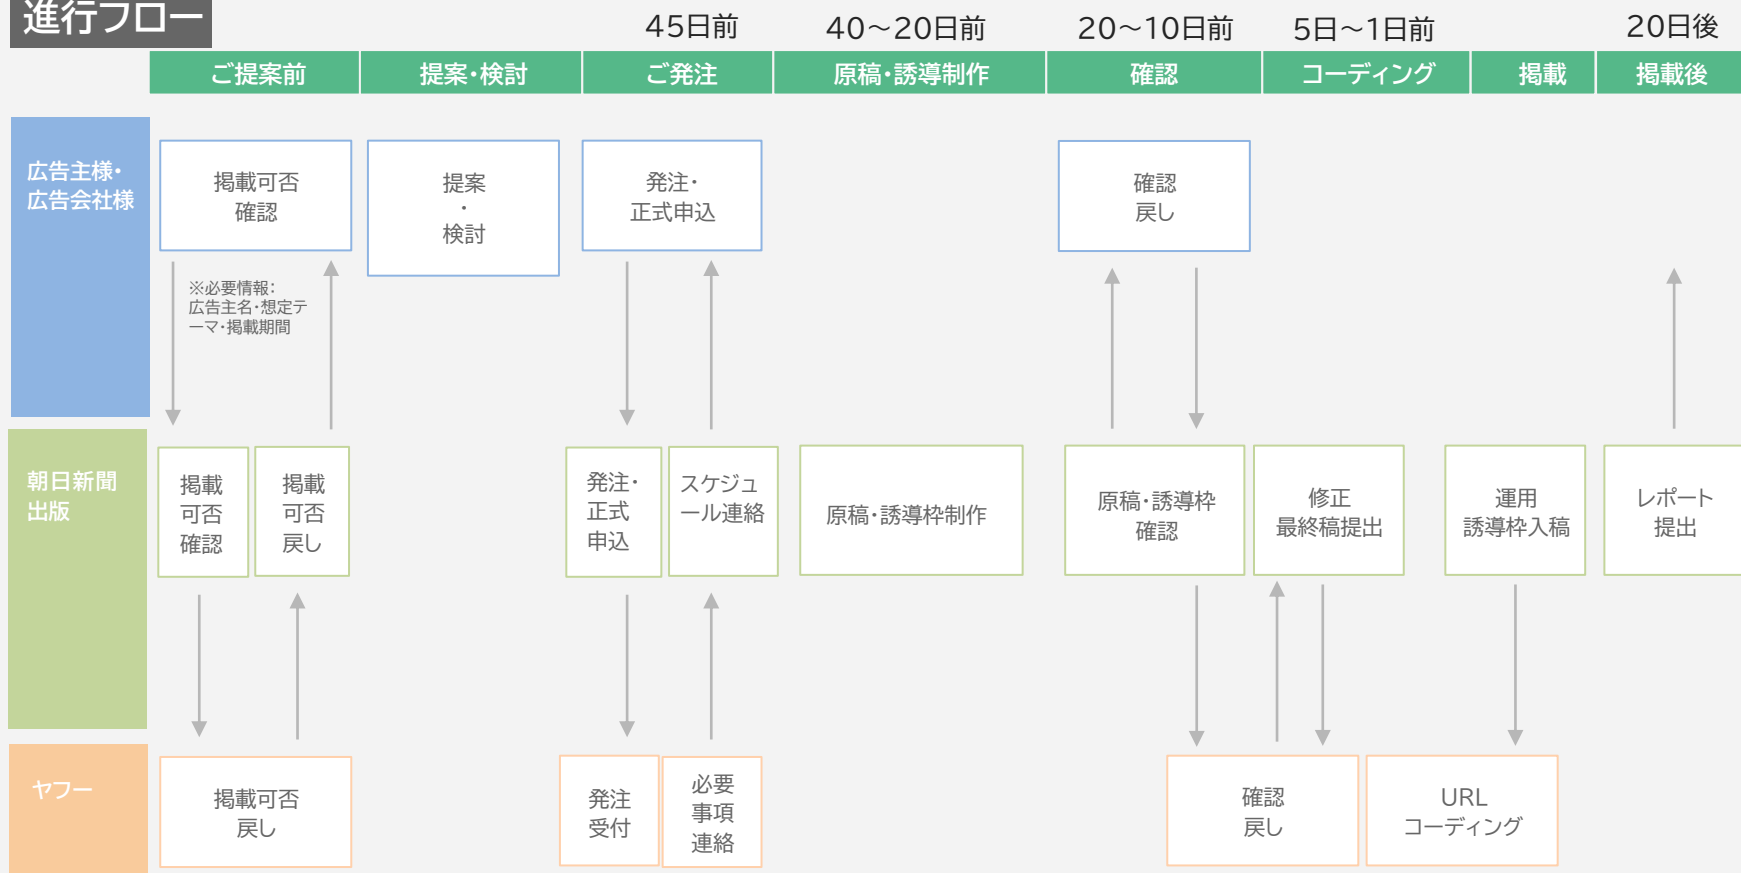 進行フロー
45日前
40～20日前
20～10日前
5日～1日前
20日後
ご提案前
提案・検討
ご発注
原稿・誘導制作
確認
コーディング
掲載
掲載後
広告主様・
広告会社様
掲載可否
確認
提案
・
検討
発注・
正式申込
確認
戻し
※必要情報：
広告主名・想定テ
ーマ・掲載期間
朝日新聞
出版
掲載
可否
確認
掲載
可否
戻し
発注・
正式
申込
スケジュ
ール連絡
原稿・誘導枠制作
原稿・誘導枠
確認
修正
最終稿提出
運用
誘導枠入稿
レポート
提出
ヤフー
掲載可否
戻し
発注
受付
必要
事項
連絡
確認
戻し
URL
コーディング